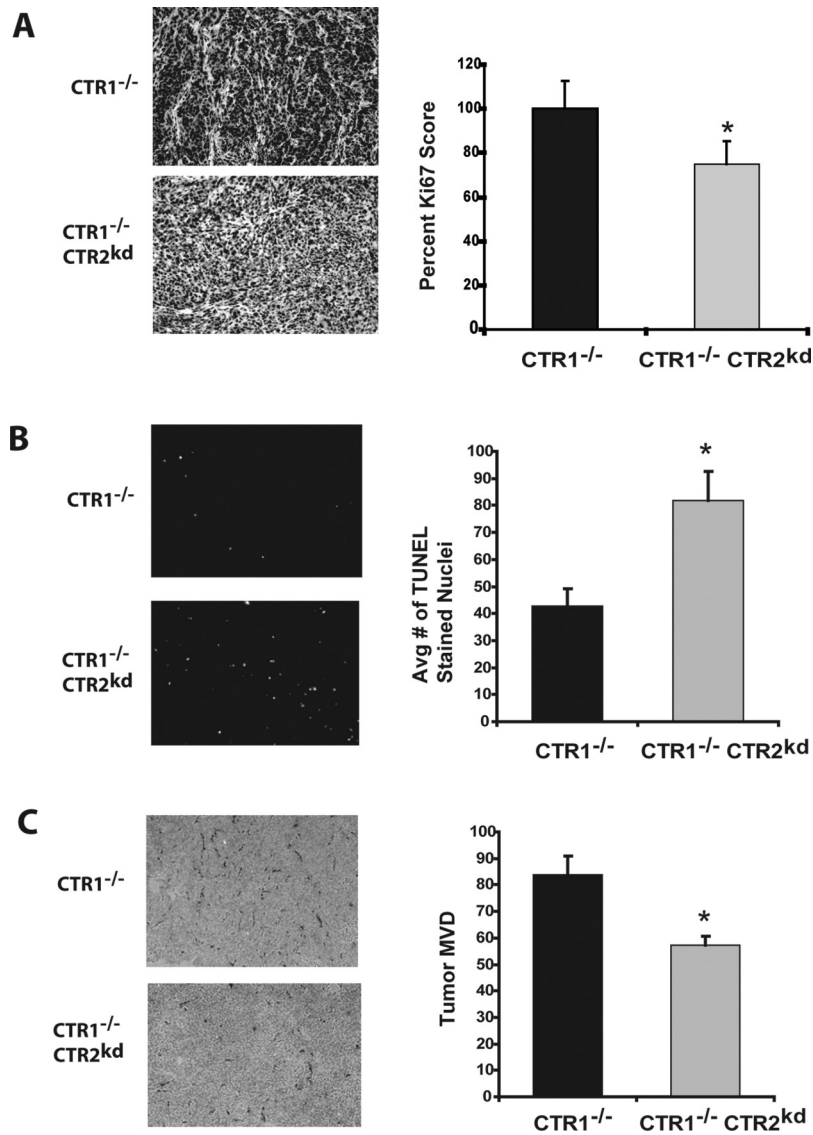 A
CTR1-/-
CTR1-/-
CTR2kd
Percent Ki67 Score
120
100
80
60
40
20
0
*
CTR1-/-
CTR1-/- CTR2kd
B
CTR1-/-
CTR1-/-
CTR2kd
Avg # of TUNEL
Stained Nuclei
100
90
80
70
60
50
40
30
20
10
0
*
CTR1-/-
CTR1-/- CTR2kd
C
CTR1-/-
CTR1-/-
CTR2kd
Tumor MVD
100
90
80
70
60
50
40
30
20
10
0
*
CTR1-/-
CTR1-/- CTR2kd